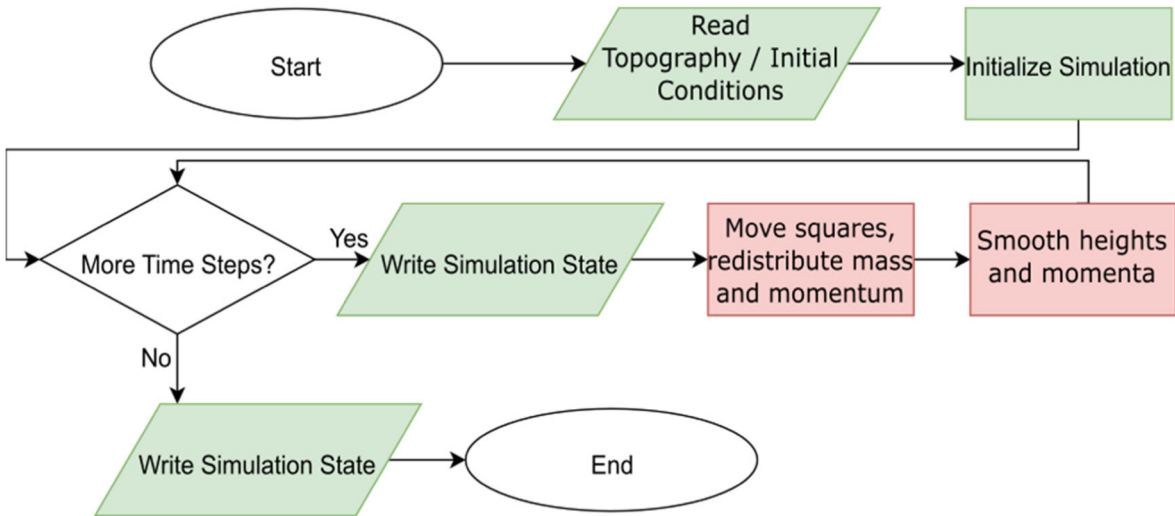 Start
Read
Topography / Initial
Conditions
Initialize Simulation
More Time Steps?
Yes
Write Simulation State
Move squares,
redistribute mass
and momentum
Smooth heights
and momenta
No
Write Simulation State
End